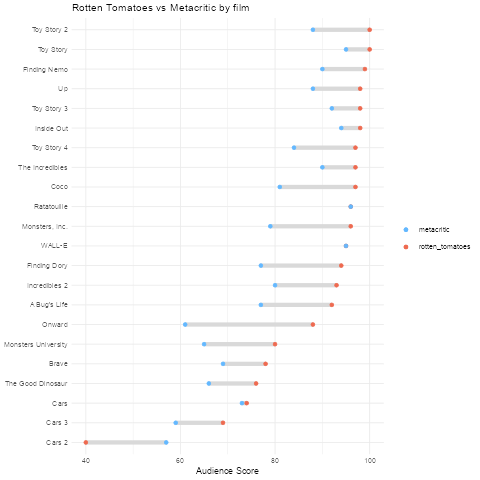 Rotten Tomatoes vs Metacritic by film
Toy Story 2
Toy Story
Finding Nemo
Up
Toy Story 3
Inside Out
Toy Story 4
The Incredibles
Coco
Ratatouille
Monsters, Inc.
WALL-E
Finding Dory
Incredibles 2
A Bug's Life
Onward
Monsters University
Brave
The Good Dinosaur
Cars
Cars 3
Cars 2
40 60 80 100
Audience Score
metacritic
rotten_tomatoes